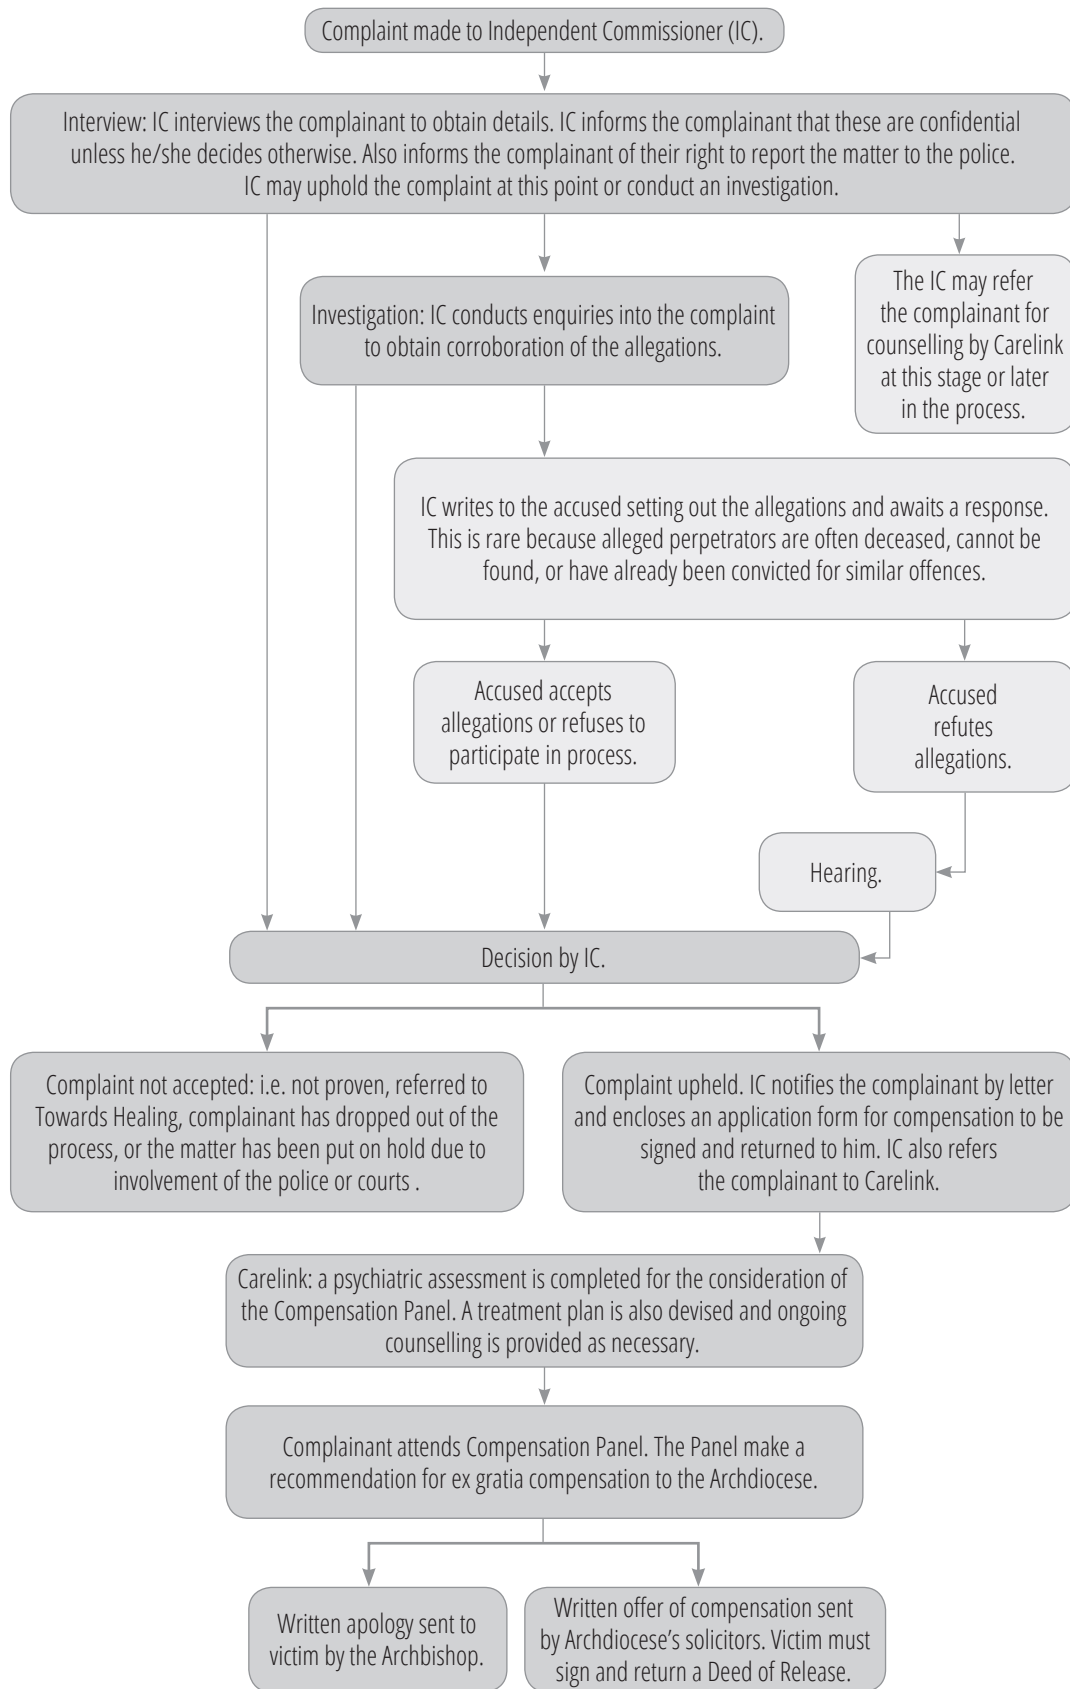 Complaint made to Independent Commissioner (IC).
Interview: IC interviews the complainant to obtain details. IC informs the complainant that these are confidential
unless he/she decides otherwise. Also informs the complainant of their right to report the matter to the police.
IC may uphold the complaint at this point or conduct an investigation.
Investigation: IC conducts enquiries into the complaint
to obtain corroboration of the allegations.
The IC may refer
the complainant for
counselling by Carelink
at this stage or later
in the process.
IC writes to the accused setting out the allegations and awaits a response.
This is rare because alleged perpetrators are often deceased, cannot be
found, or have already been convicted for similar offences.
Accused accepts
allegations or refuses to
participate in process.
Accused
refutes
allegations.
Hearing.
Decision by IC.
Complaint not accepted: i.e. not proven, referred to
Towards Healing, complainant has dropped out of the
process, or the matter has been put on hold due to
involvement of the police or courts .
Complaint upheld. IC notifies the complainant by letter
and encloses an application form for compensation to be
signed and returned to him. IC also refers
the complainant to Carelink.
Carelink: a psychiatric assessment is completed for the consideration of
the Compensation Panel. A treatment plan is also devised and ongoing
counselling is provided as necessary.
Complainant attends Compensation Panel. The Panel make a
recommendation for ex gratia compensation to the Archdiocese.
Written apology sent to
victim by the Archbishop.
Written offer of compensation sent
by Archdiocese's solicitors. Victim must
sign and return a Deed of Release.